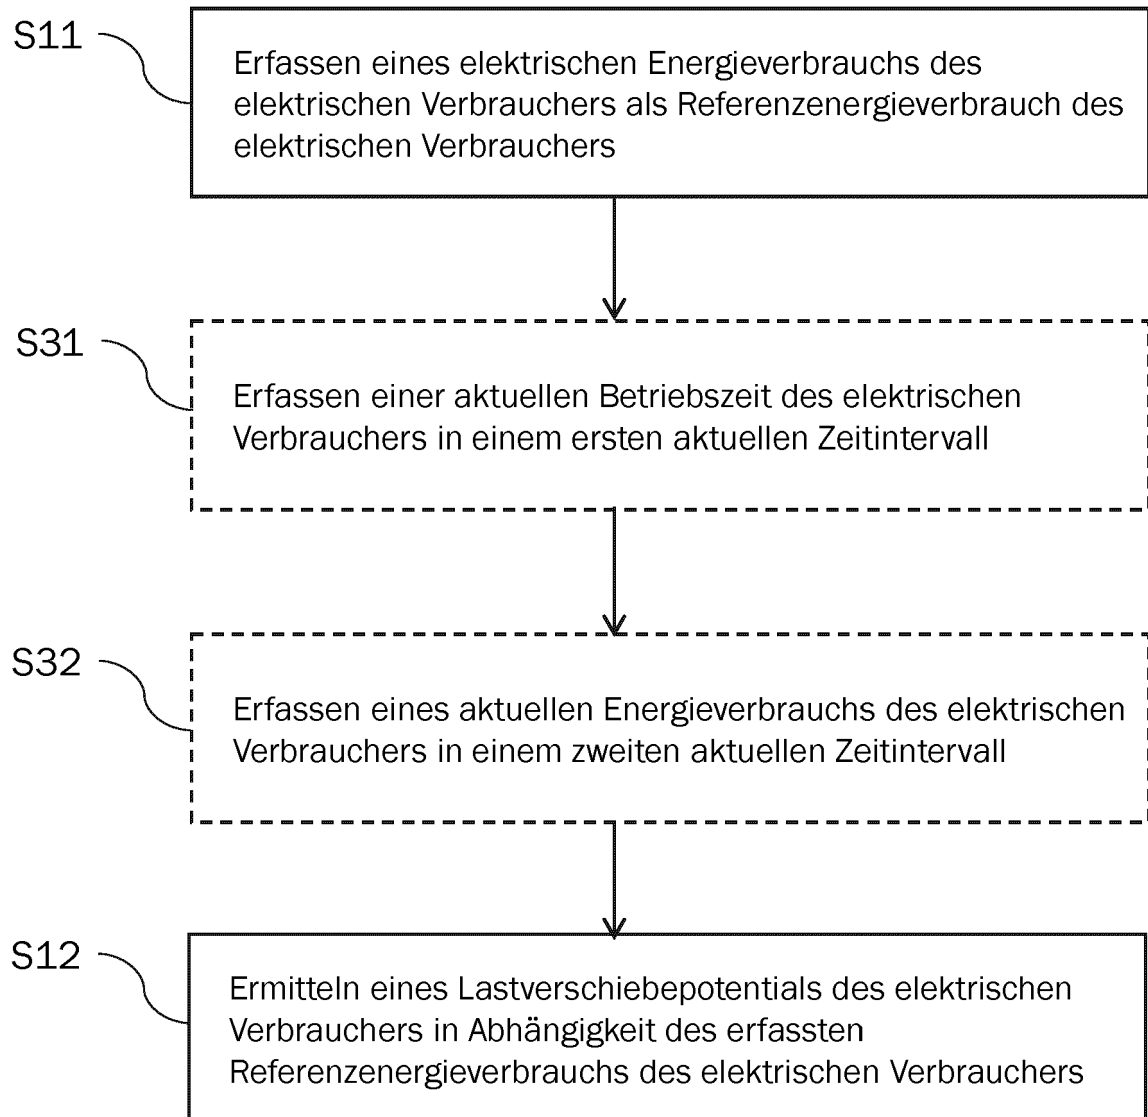 S11
Erfassen eines elektrischen Energieverbrauchs des
elektrischen Verbrauchers als Referenzenergieverbrauch des
elektrischen Verbrauchers
S31
Erfassen einer aktuellen Betriebszeit des elektrischen
Verbrauchers in einem ersten aktuellen Zeitintervall
S32
Erfassen eines aktuellen Energieverbrauchs des elektrischen
Verbrauchers in einem zweiten aktuellen Zeitintervall
S12
Ermitteln eines Lastverschiebepotentials des elektrischen
Verbrauchers in Abhängigkeit des erfassten
Referenzenergieverbrauchs des elektrischen Verbrauchers